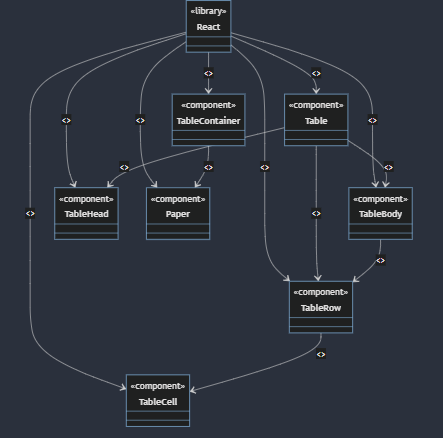 «library»
React
<>
<>
«component»
TableContainer
«component»
Table
<>
<>
<>
<>
<>
<>
<>
«component»
TableHead
«component»
Paper
«component»
TableBody
<>
<>
<>
«component»
TableRow
<>
«component»
TableCell